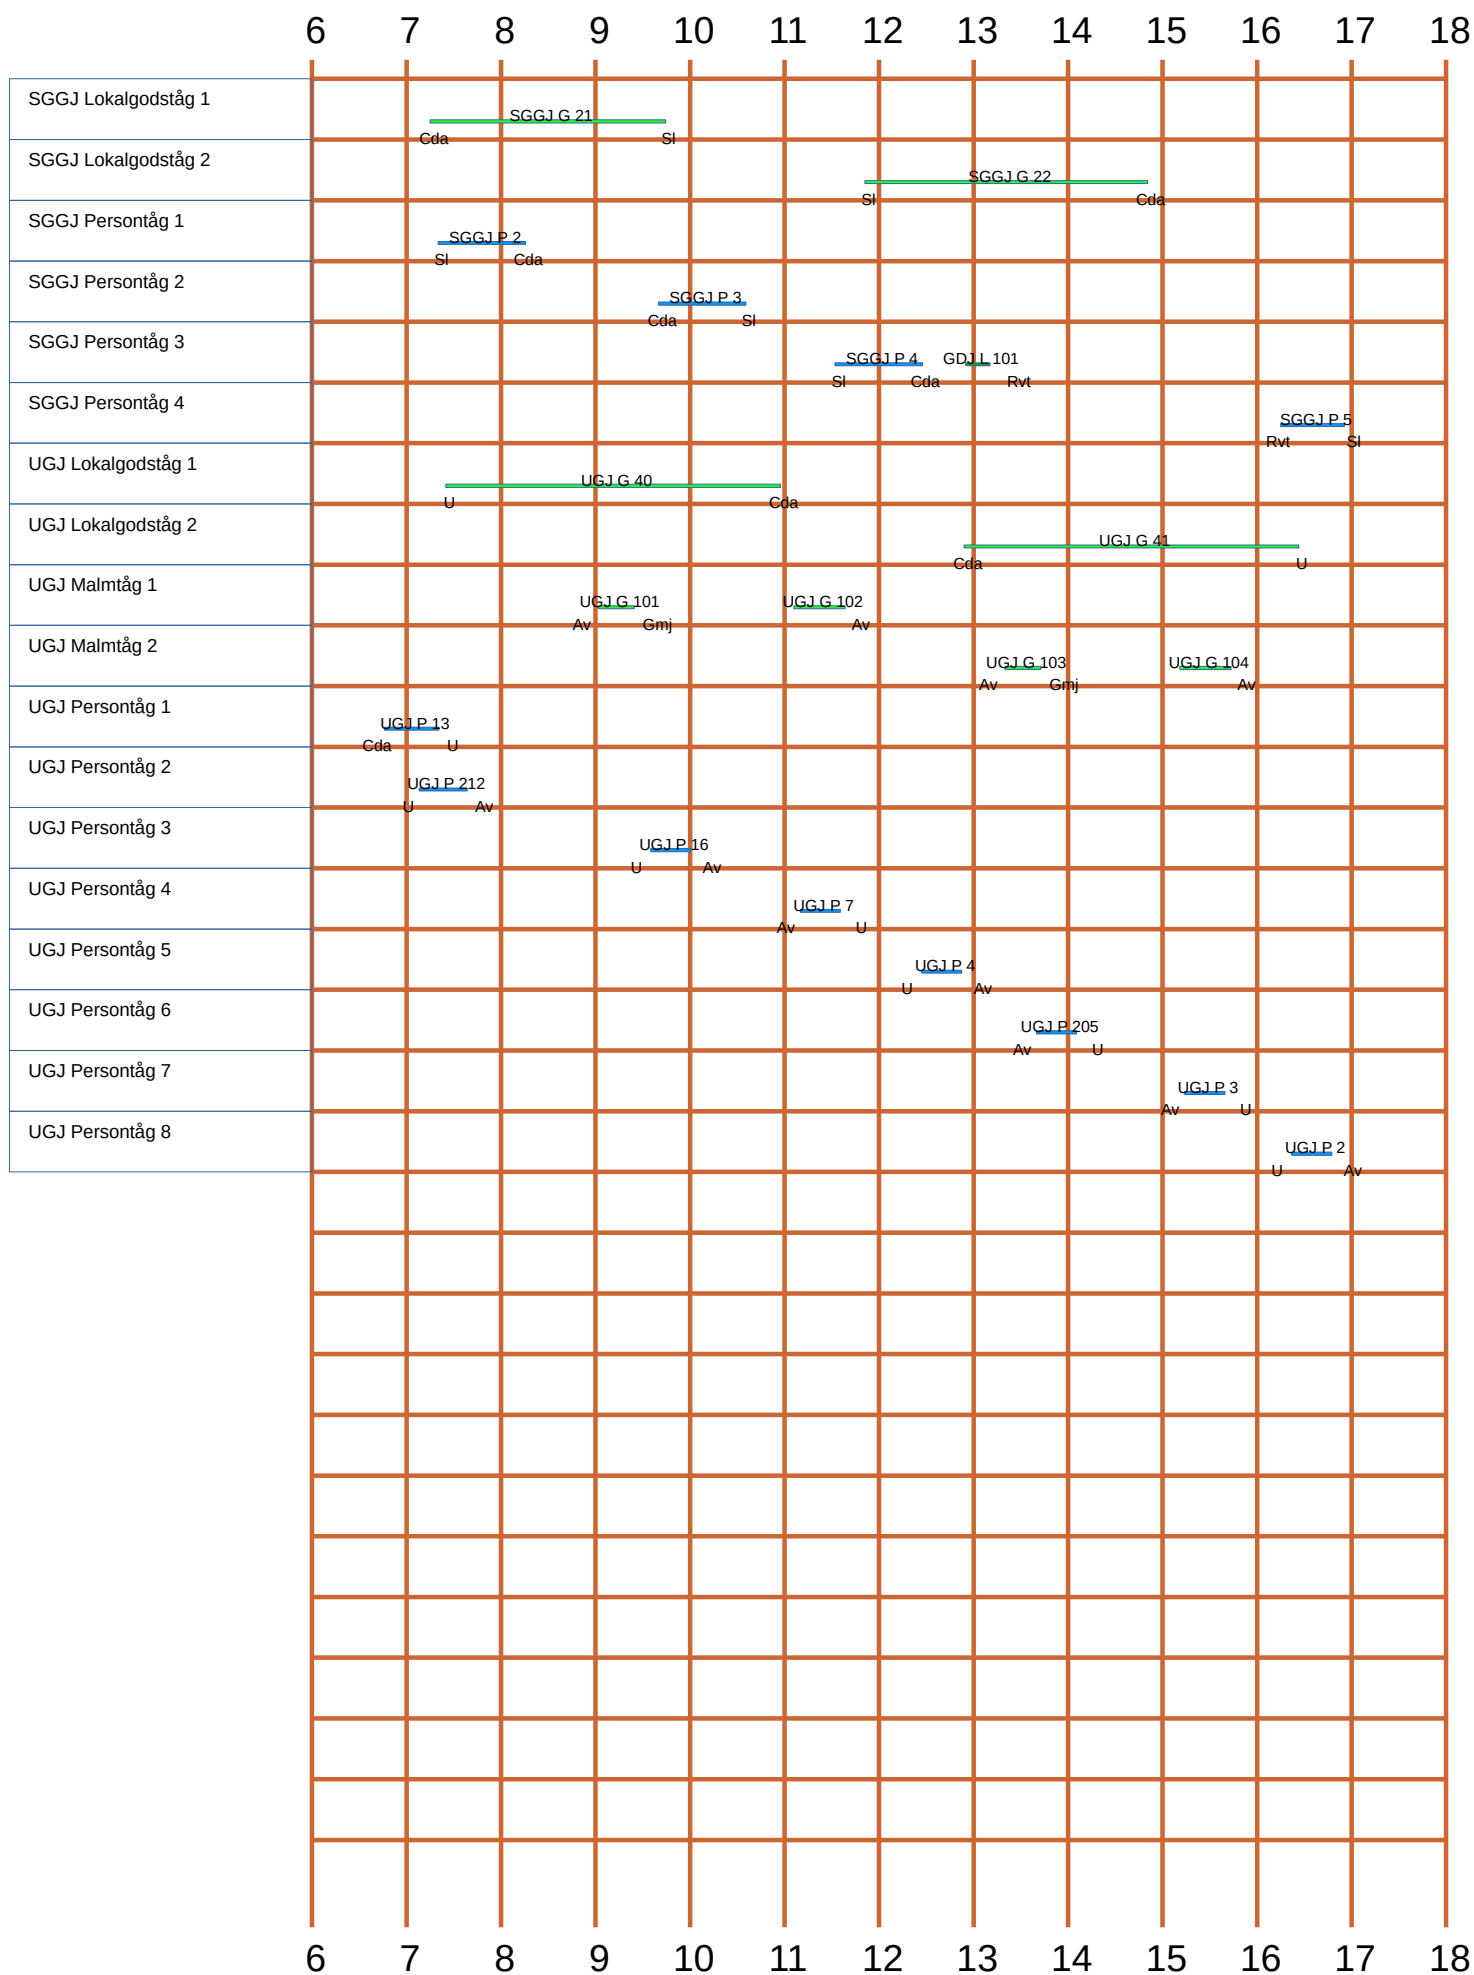 6 7 8 9 10 11 12 13 14 15 16 17 18
SGGJ Lokalgodståg 1
SGGJ G 21
Cda Sl
SGGJ Lokalgodståg 2
SGGJ G 22
Sl Cda
SGGJ Persontåg 1
SGGJ P 2
Sl Cda
SGGJ Persontåg 2
SGGJ P 3
Cda Sl
SGGJ Persontåg 3
SGGJ P 4 GDJ L 101
Sl Cda Rvt
SGGJ Persontåg 4
SGGJ P 5
Rvt Sl
UGJ Lokalgodståg 1
UGJ G 40
U Cda
UGJ Lokalgodståg 2
UGJ G 41
Cda U
UGJ Malmtåg 1
UGJ G 101 UGJ G 102
Av Gmj Av
UGJ Malmtåg 2
UGJ G 103 UGJ G 104
Av Gmj Av
UGJ Persontåg 1
UGJ P 13
Cda U
UGJ Persontåg 2
UGJ P 212
U Av
UGJ Persontåg 3
UGJ P 16
U Av
UGJ Persontåg 4
UGJ P 7
Av U
UGJ Persontåg 5
UGJ P 4
U Av
UGJ Persontåg 6
UGJ P 205
Av U
UGJ Persontåg 7
UGJ P 3
Av U
UGJ Persontåg 8
UGJ P 2
U Av
6 7 8 9 10 11 12 13 14 15 16 17 18